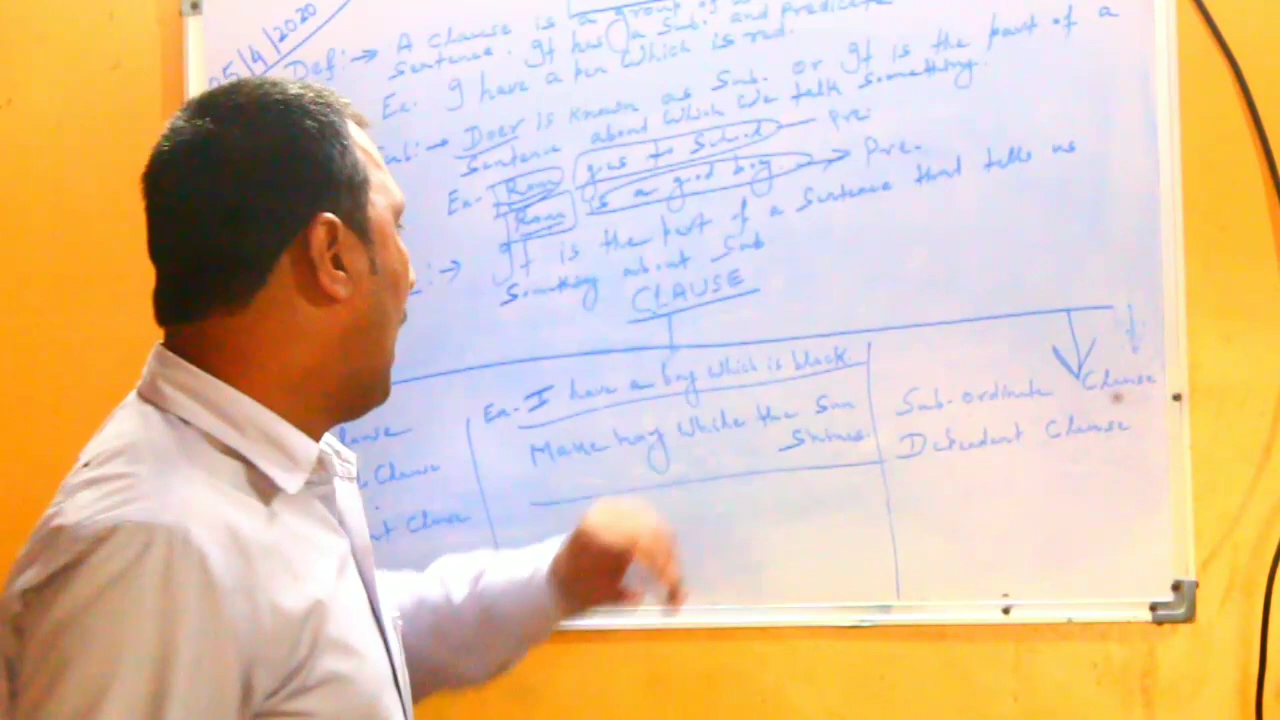 05/4/2020
Def:→ A clause is a group of
sentence. It has a Sub. and predicate
Ex. I have a pen which is red.
Sub:→ Doer is known as Sub. or It is the part of a
sentence about which we talk something.
Ex- Ram goes to School — Pre.
Ram is a good boy. → Pre.
:→ It is the part of a sentence that tells us
something about Sub
CLAUSE
Ex- I have a bag which is black.
Make hay while the Sun
Shines.
Clause
Clause
Clause
Sub-ordinate Clause
Dependent Clause